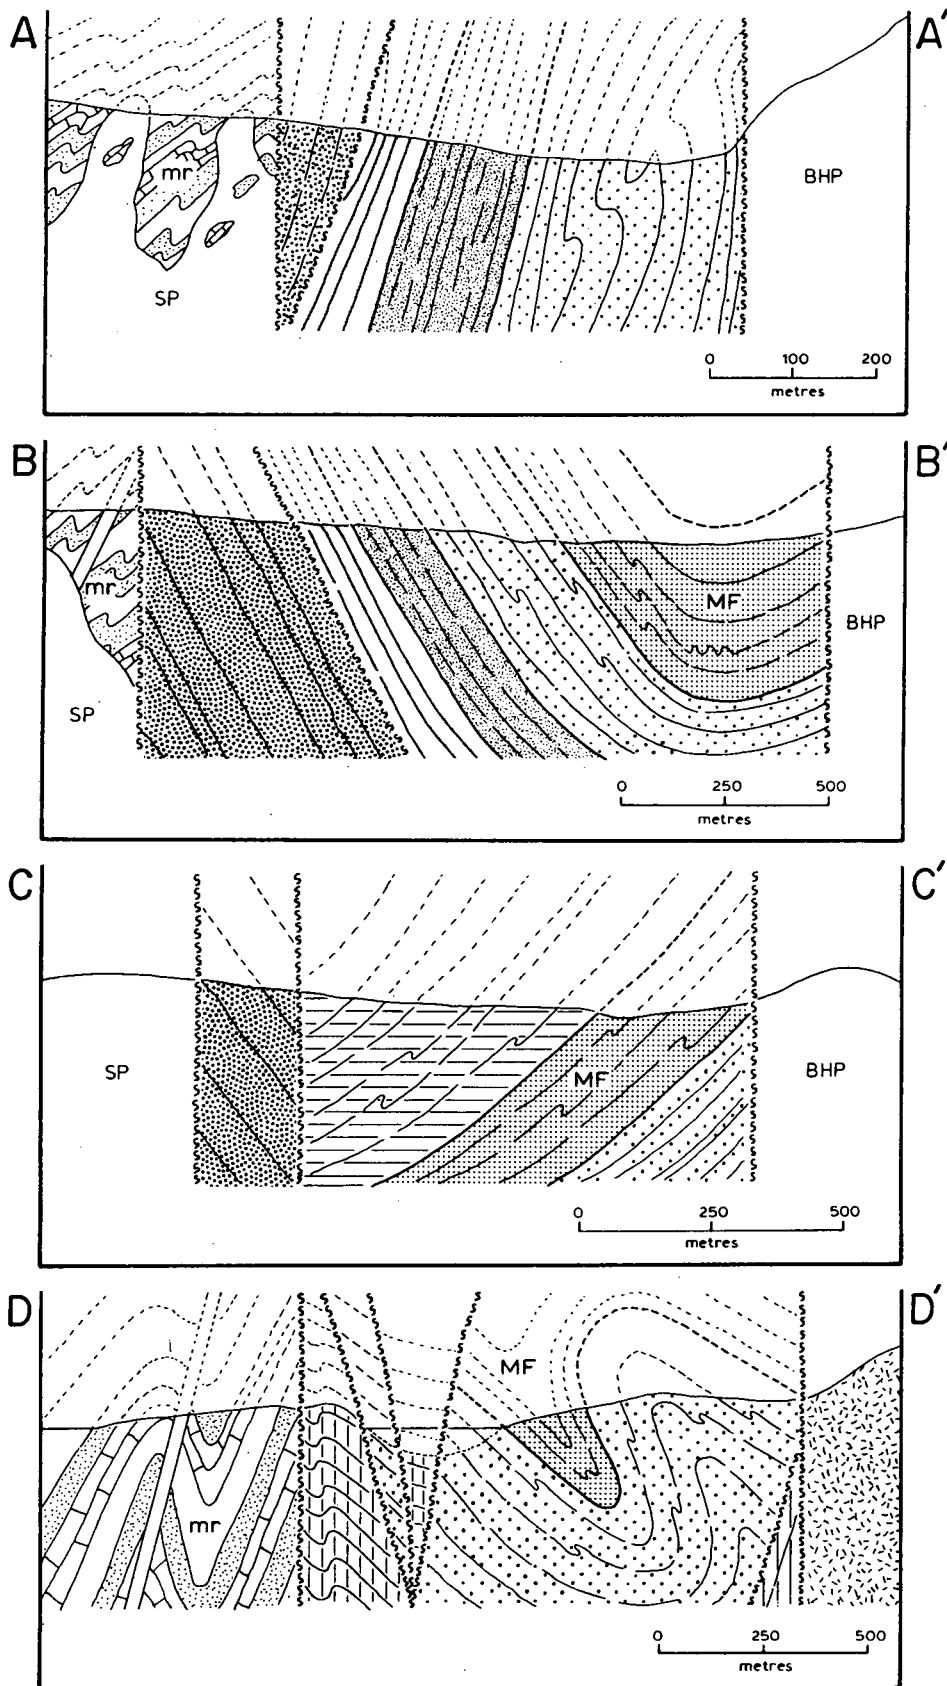 A A′
mr
SP
BHP
0 100 200
metres
B B′
mr
SP
MF
BHP
0 250 500
metres
C C′
SP
MF
BHP
0 250 500
metres
D D′
MF
mr
0 250 500
metres